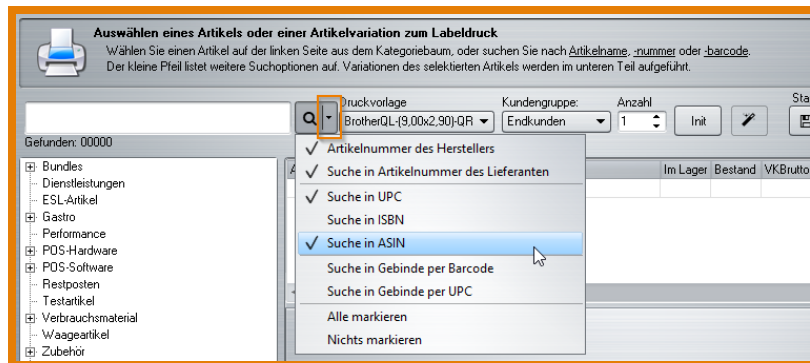 Auswählen eines Artikels oder einer Artikelvariation zum Labeldruck
Wählen Sie einen Artikel auf der linken Seite aus dem Kategoriebaum, oder suchen Sie nach Artikelname, -nummer oder -barcode.
Der kleine Pfeil listet weitere Suchoptionen auf. Variationen des selektierten Artikels werden im unteren Teil aufgeführt.
Druckvorlage Kundengruppe: Anzahl Sta
BrotherQL-(9,00x2,90)-QR Endkunden 1 Init
Gefunden: 00000
Artikelnummer des Herstellers
Suche in Artikelnummer des Lieferanten
Suche in UPC
Suche in ISBN
Suche in ASIN
Suche in Gebinde per Barcode
Suche in Gebinde per UPC
Alle markieren
Nichts markieren
Im Lager Bestand VKBrutto
Bundles
Dienstleistungen
ESL-Artikel
Gastro
Performance
POS-Hardware
POS-Software
Restposten
Testartikel
Verbrauchsmaterial
Waageartikel
Zubehör